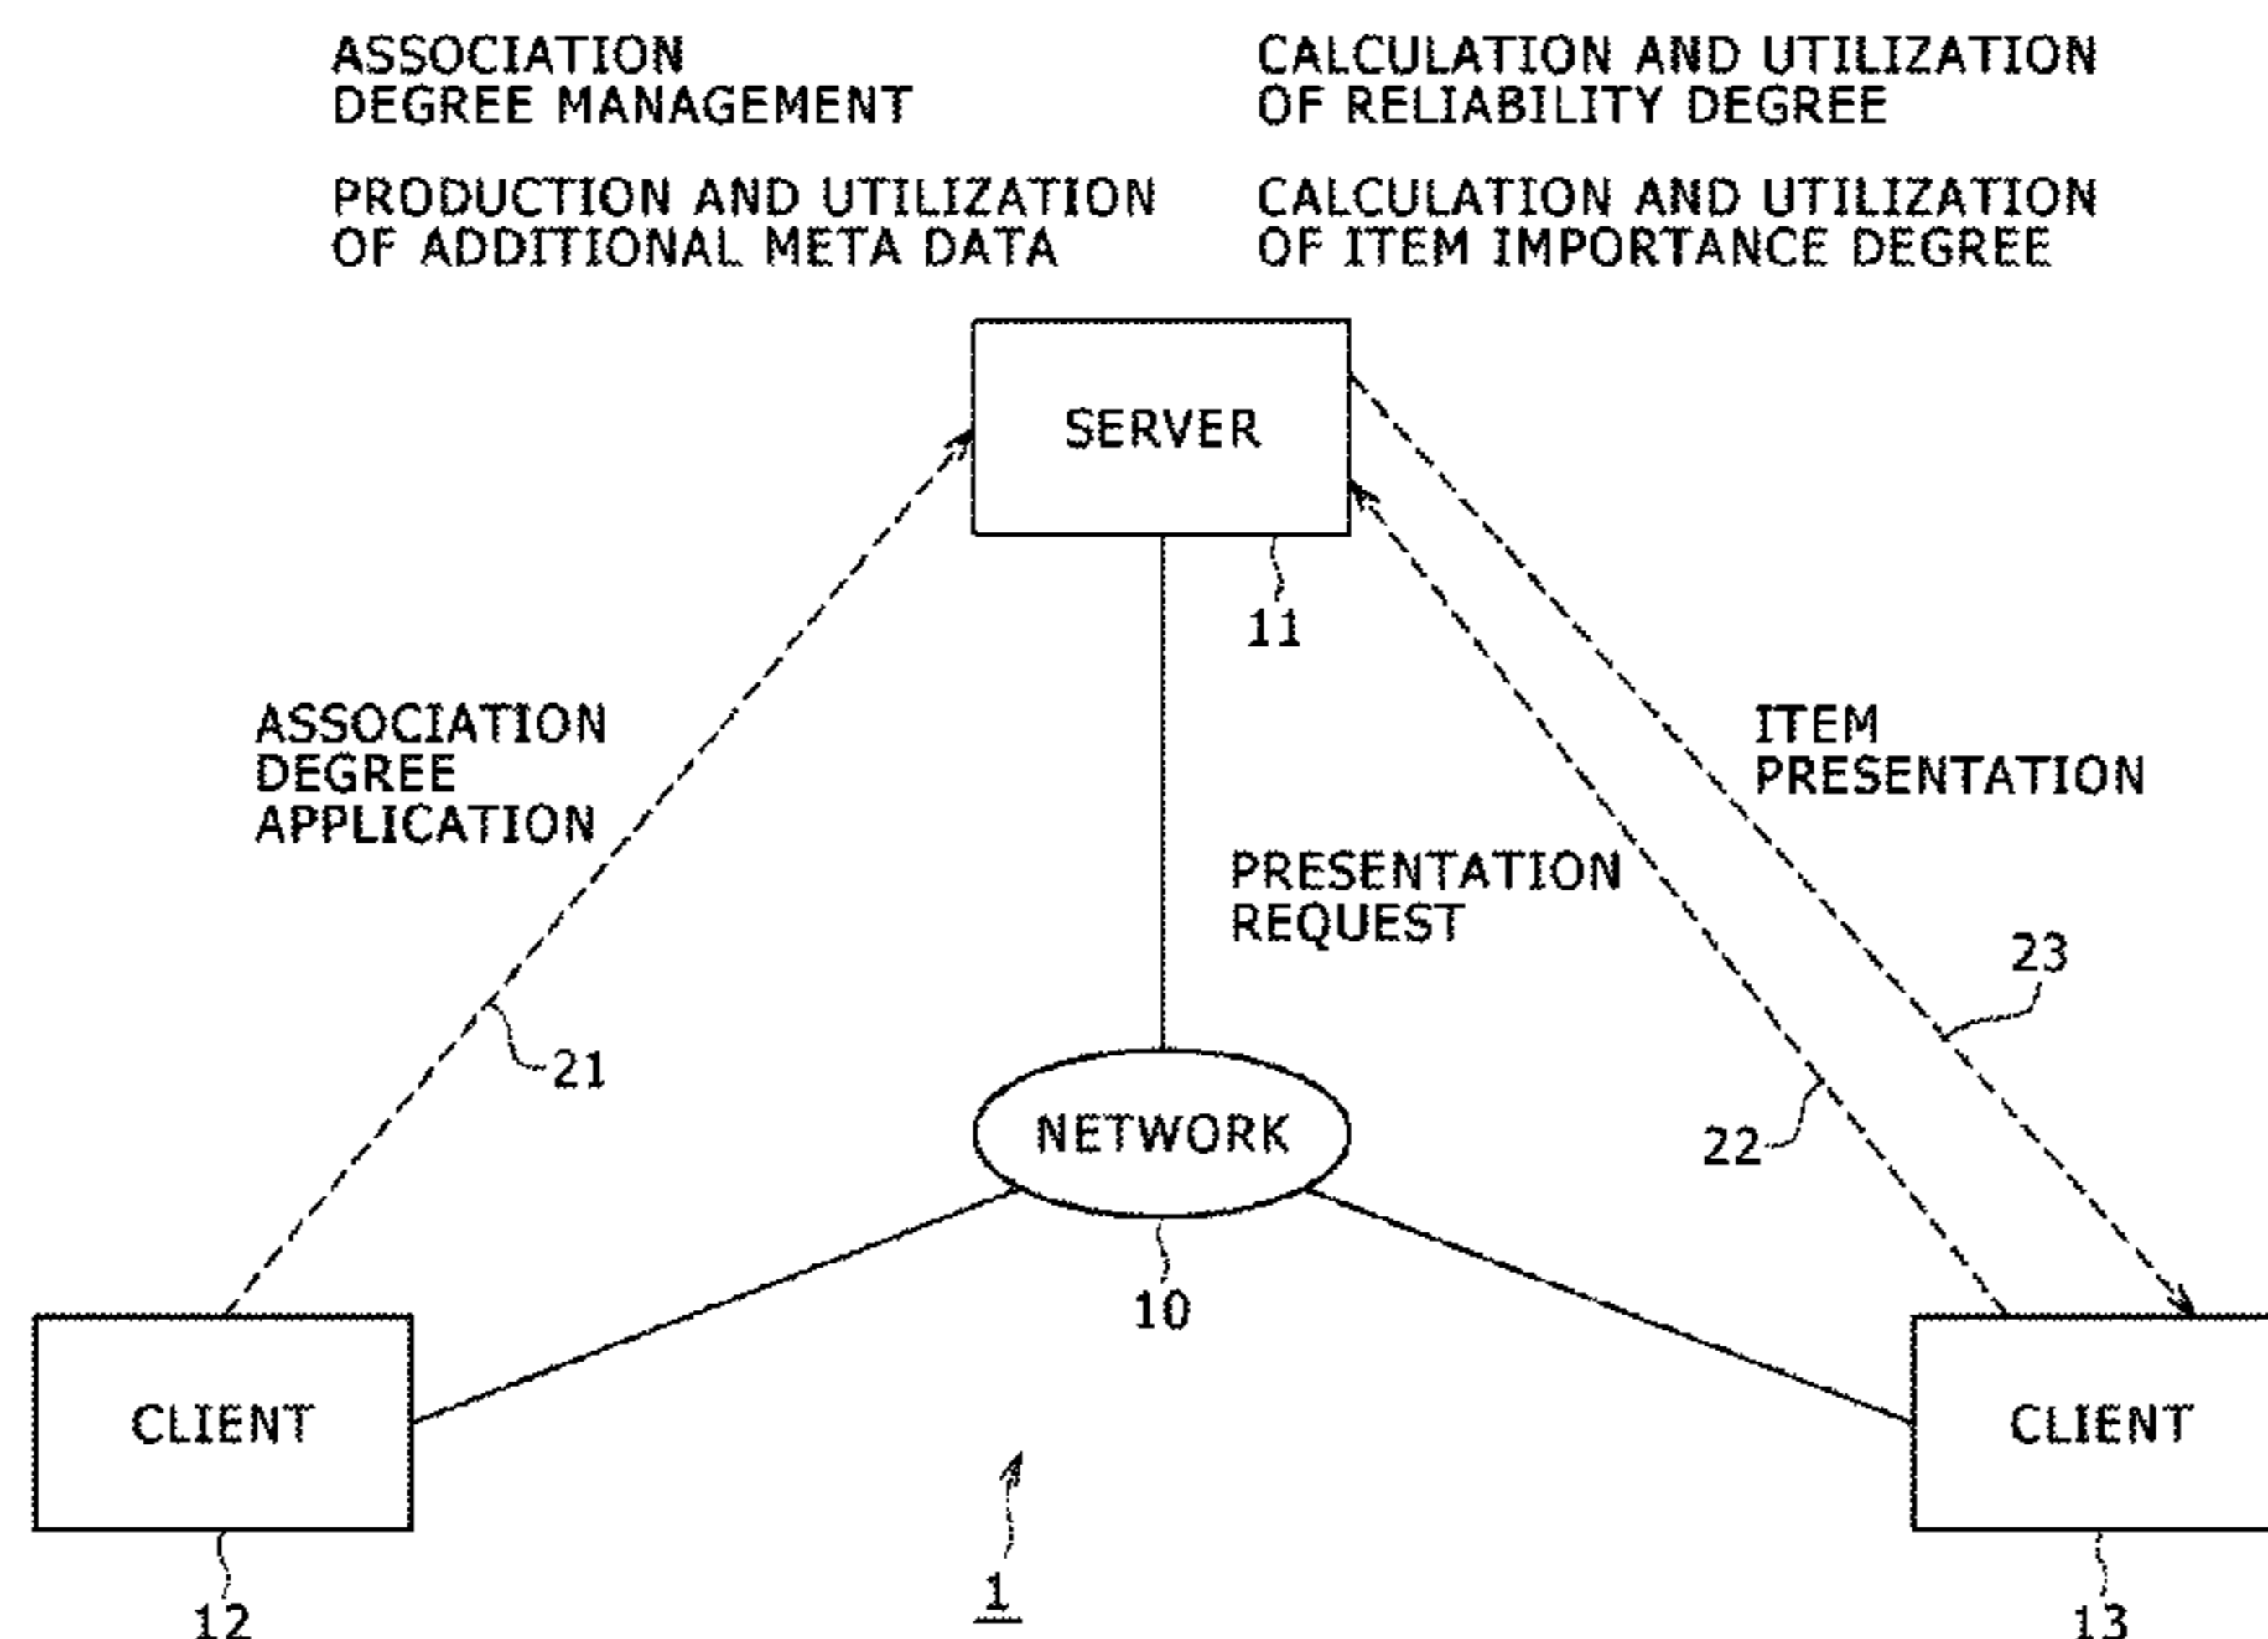 ASSOCIATION
DEGREE MANAGEMENT
PRODUCTION AND UTILIZATION
OF ADDITIONAL META DATA
CALCULATION AND UTILIZATION
OF RELIABILITY DEGREE
CALCULATION AND UTILIZATION
OF ITEM IMPORTANCE DEGREE
SERVER
11
ASSOCIATION
DEGREE
APPLICATION
ITEM
PRESENTATION
PRESENTATION
REQUEST
23
21
NETWORK
22
10
CLIENT
CLIENT
1
12
13